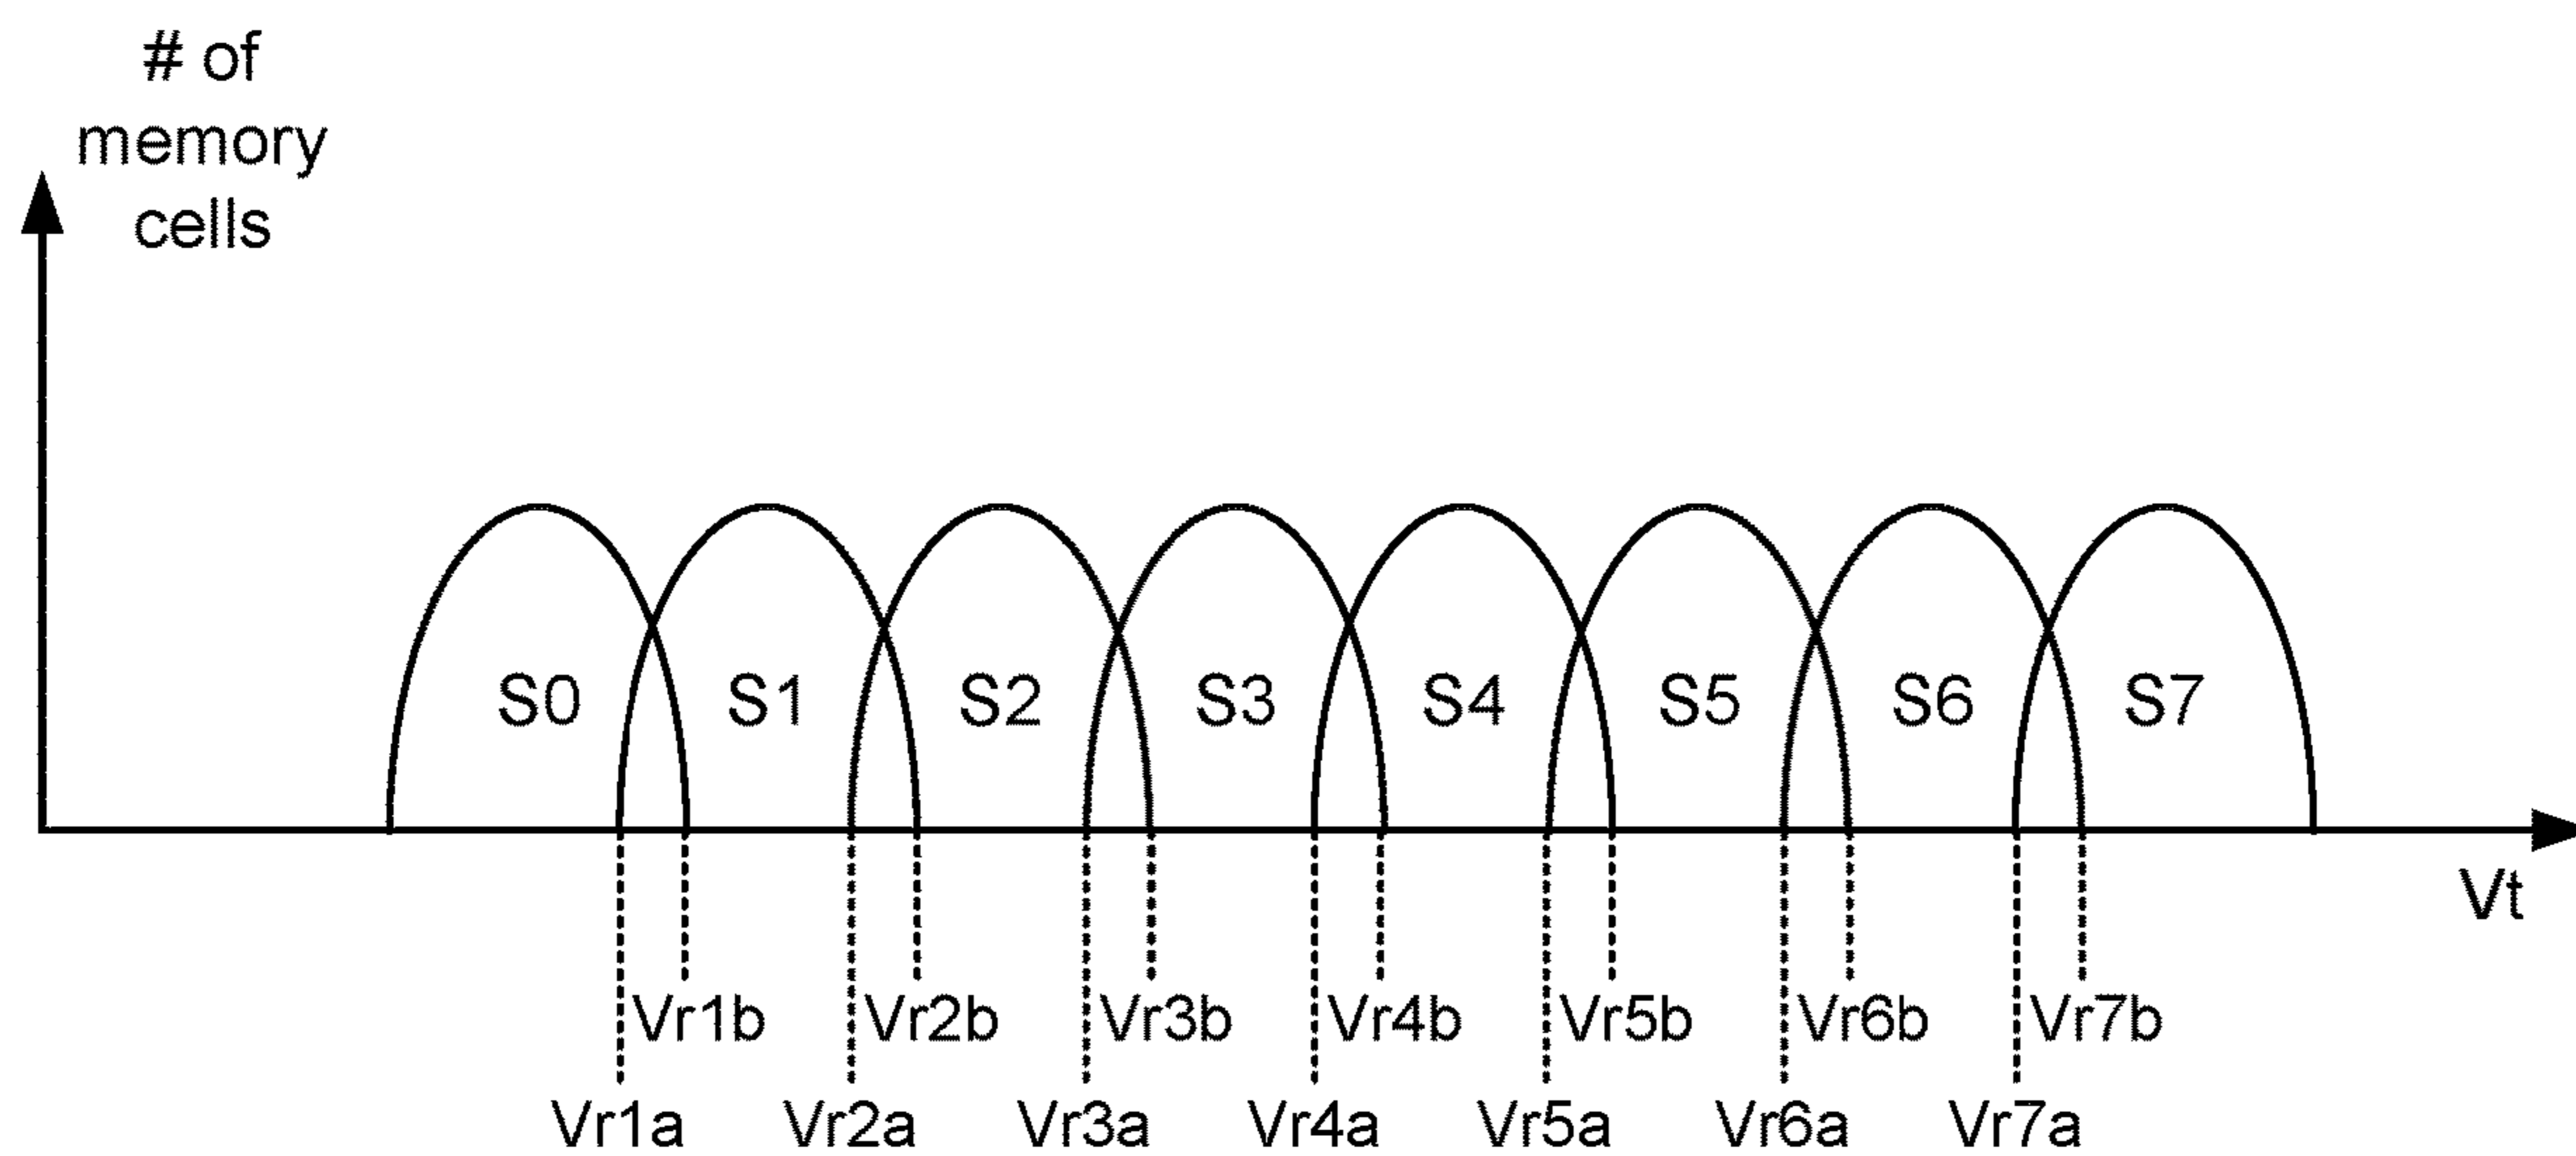 # of
memory
cells
S0 S1 S2 S3 S4 S5 S6 S7
Vt
Vr1b Vr2b Vr3b Vr4b Vr5b Vr6b Vr7b
Vr1a Vr2a Vr3a Vr4a Vr5a Vr6a Vr7a